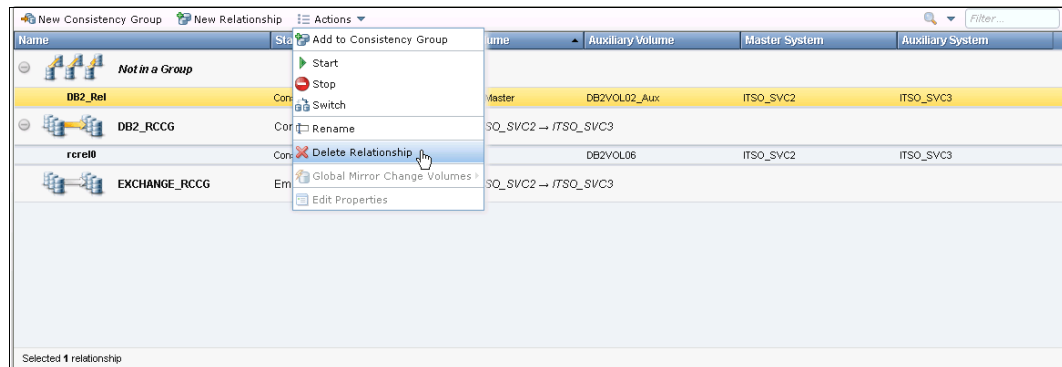 New Consistency Group New Relationship Actions Filter...
Name Sta ume Auxiliary Volume Master System Auxiliary System
Add to Consistency Group
Not in a Group
Start
Stop
DB2_Rel Con Master DB2VOL02_Aux ITSO_SVC2 ITSO_SVC3
Switch
DB2_RCCG Con Rename SO_SVC2 → ITSO_SVC3
rcrel0 Con Delete Relationship DB2VOL06 ITSO_SVC2 ITSO_SVC3
Global Mirror Change Volumes
EXCHANGE_RCCG Em SO_SVC2 → ITSO_SVC3
Edit Properties
Selected 1 relationship